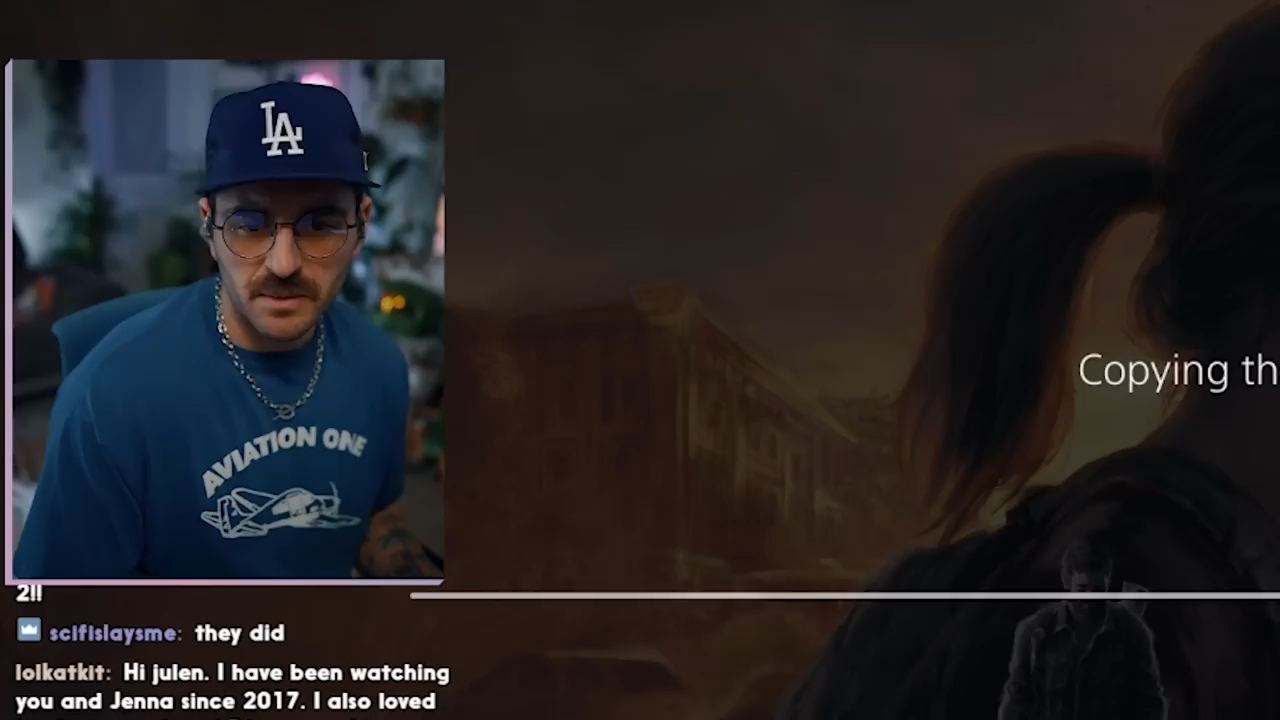 LA
AVIATION ONE
Copying th
2!!
scifislaysme: they did
lolkatkit: Hi julen. I have been watching
you and Jenna since 2017. I also loved